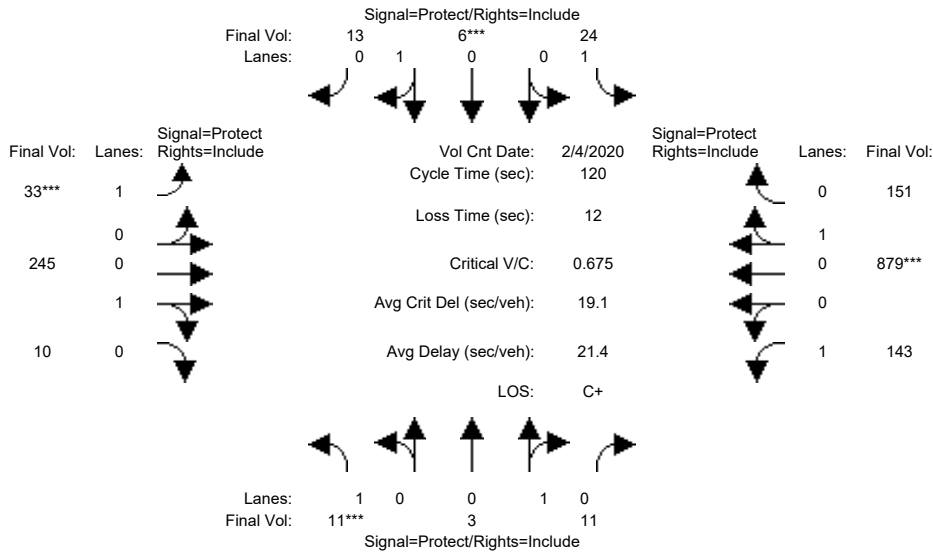 Signal=Protect/Rights=Include
Final Vol: 13 6*** 24
Lanes: 0 1 0 0 1
Signal=Protect
Final Vol: Lanes: Rights=Include
Vol Cnt Date: 2/4/2020
Signal=Protect
Rights=Include Lanes: Final Vol:
Cycle Time (sec): 120
33*** 1
0 151
Loss Time (sec): 12
0
1
245 0
Critical V/C: 0.675
0 879***
1
Avg Crit Del (sec/veh): 19.1
0
10 0
Avg Delay (sec/veh): 21.4
1 143
LOS: C+
Lanes: 1 0 0 1 0
Final Vol: 11*** 3 11
Signal=Protect/Rights=Include